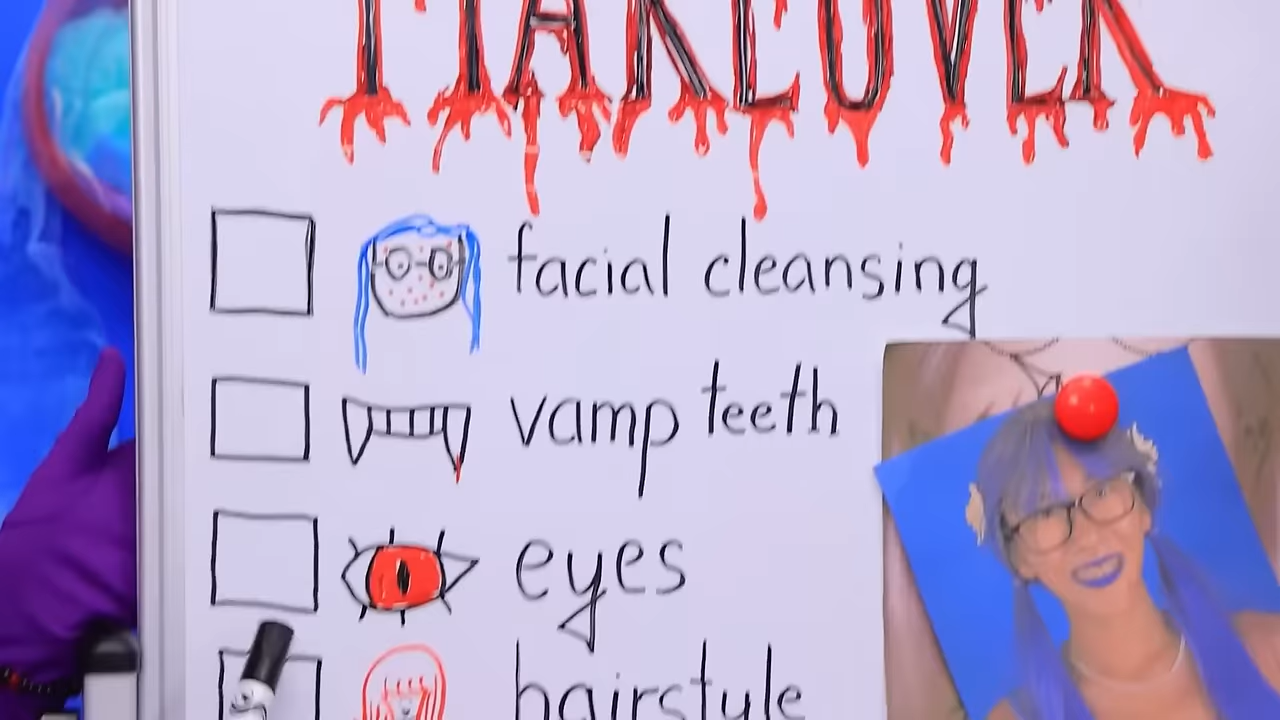 MAKEOVER
facial cleansing
vamp teeth
eyes
hairstyle